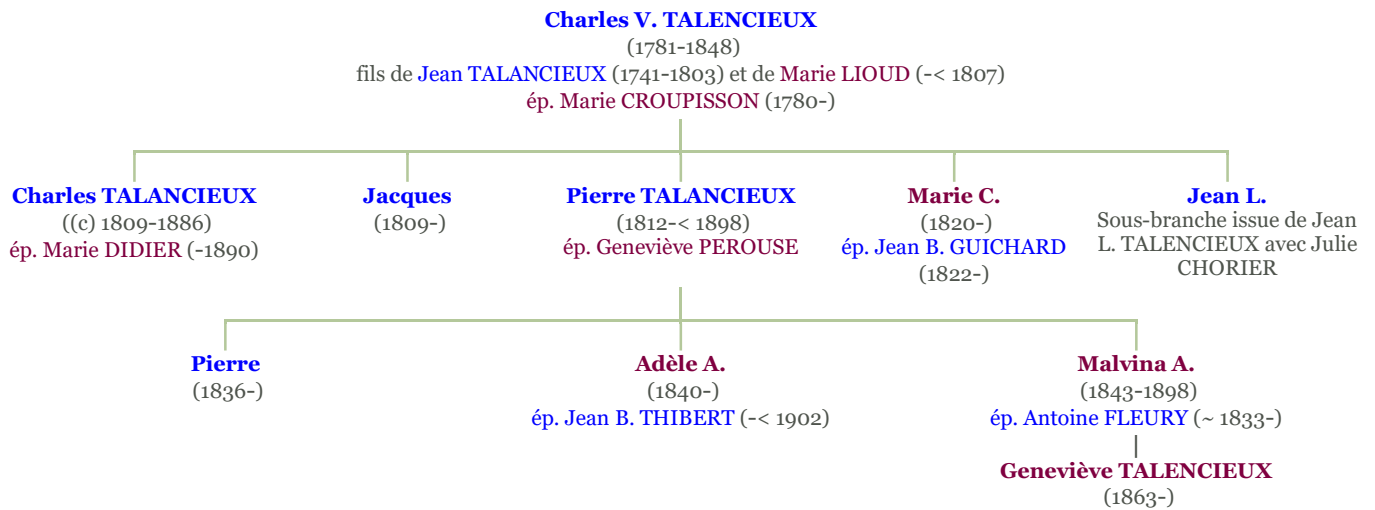 Charles V. TALENCIEUX
(1781-1848)
fils de Jean TALANCIEUX (1741-1803) et de Marie LIOUD (-< 1807)
ép. Marie CROUPISSON (1780-)
Charles TALANCIEUX
((c) 1809-1886)
ép. Marie DIDIER (-1890)
Jacques
(1809-)
Pierre TALANCIEUX
(1812-< 1898)
ép. Geneviève PEROUSE
Marie C.
(1820-)
ép. Jean B. GUICHARD
(1822-)
Jean L.
Sous-branche issue de Jean
L. TALENCIEUX avec Julie
CHORIER
Pierre
(1836-)
Adèle A.
(1840-)
ép. Jean B. THIBERT (-< 1902)
Malvina A.
(1843-1898)
ép. Antoine FLEURY (~ 1833-)
Geneviève TALENCIEUX
(1863-)